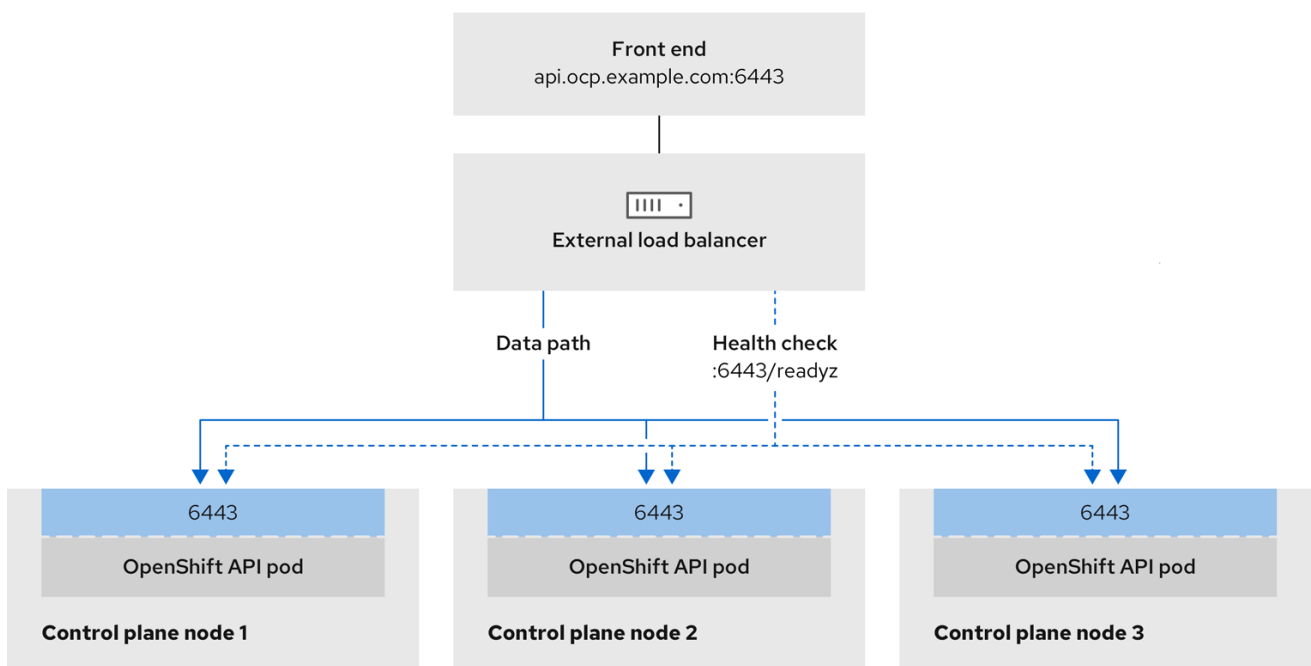 Front end
api.ocp.example.com:6443
External load balancer
Data path
Health check
:6443/readyz
6443
OpenShift API pod
Control plane node 1
6443
OpenShift API pod
Control plane node 2
6443
OpenShift API pod
Control plane node 3